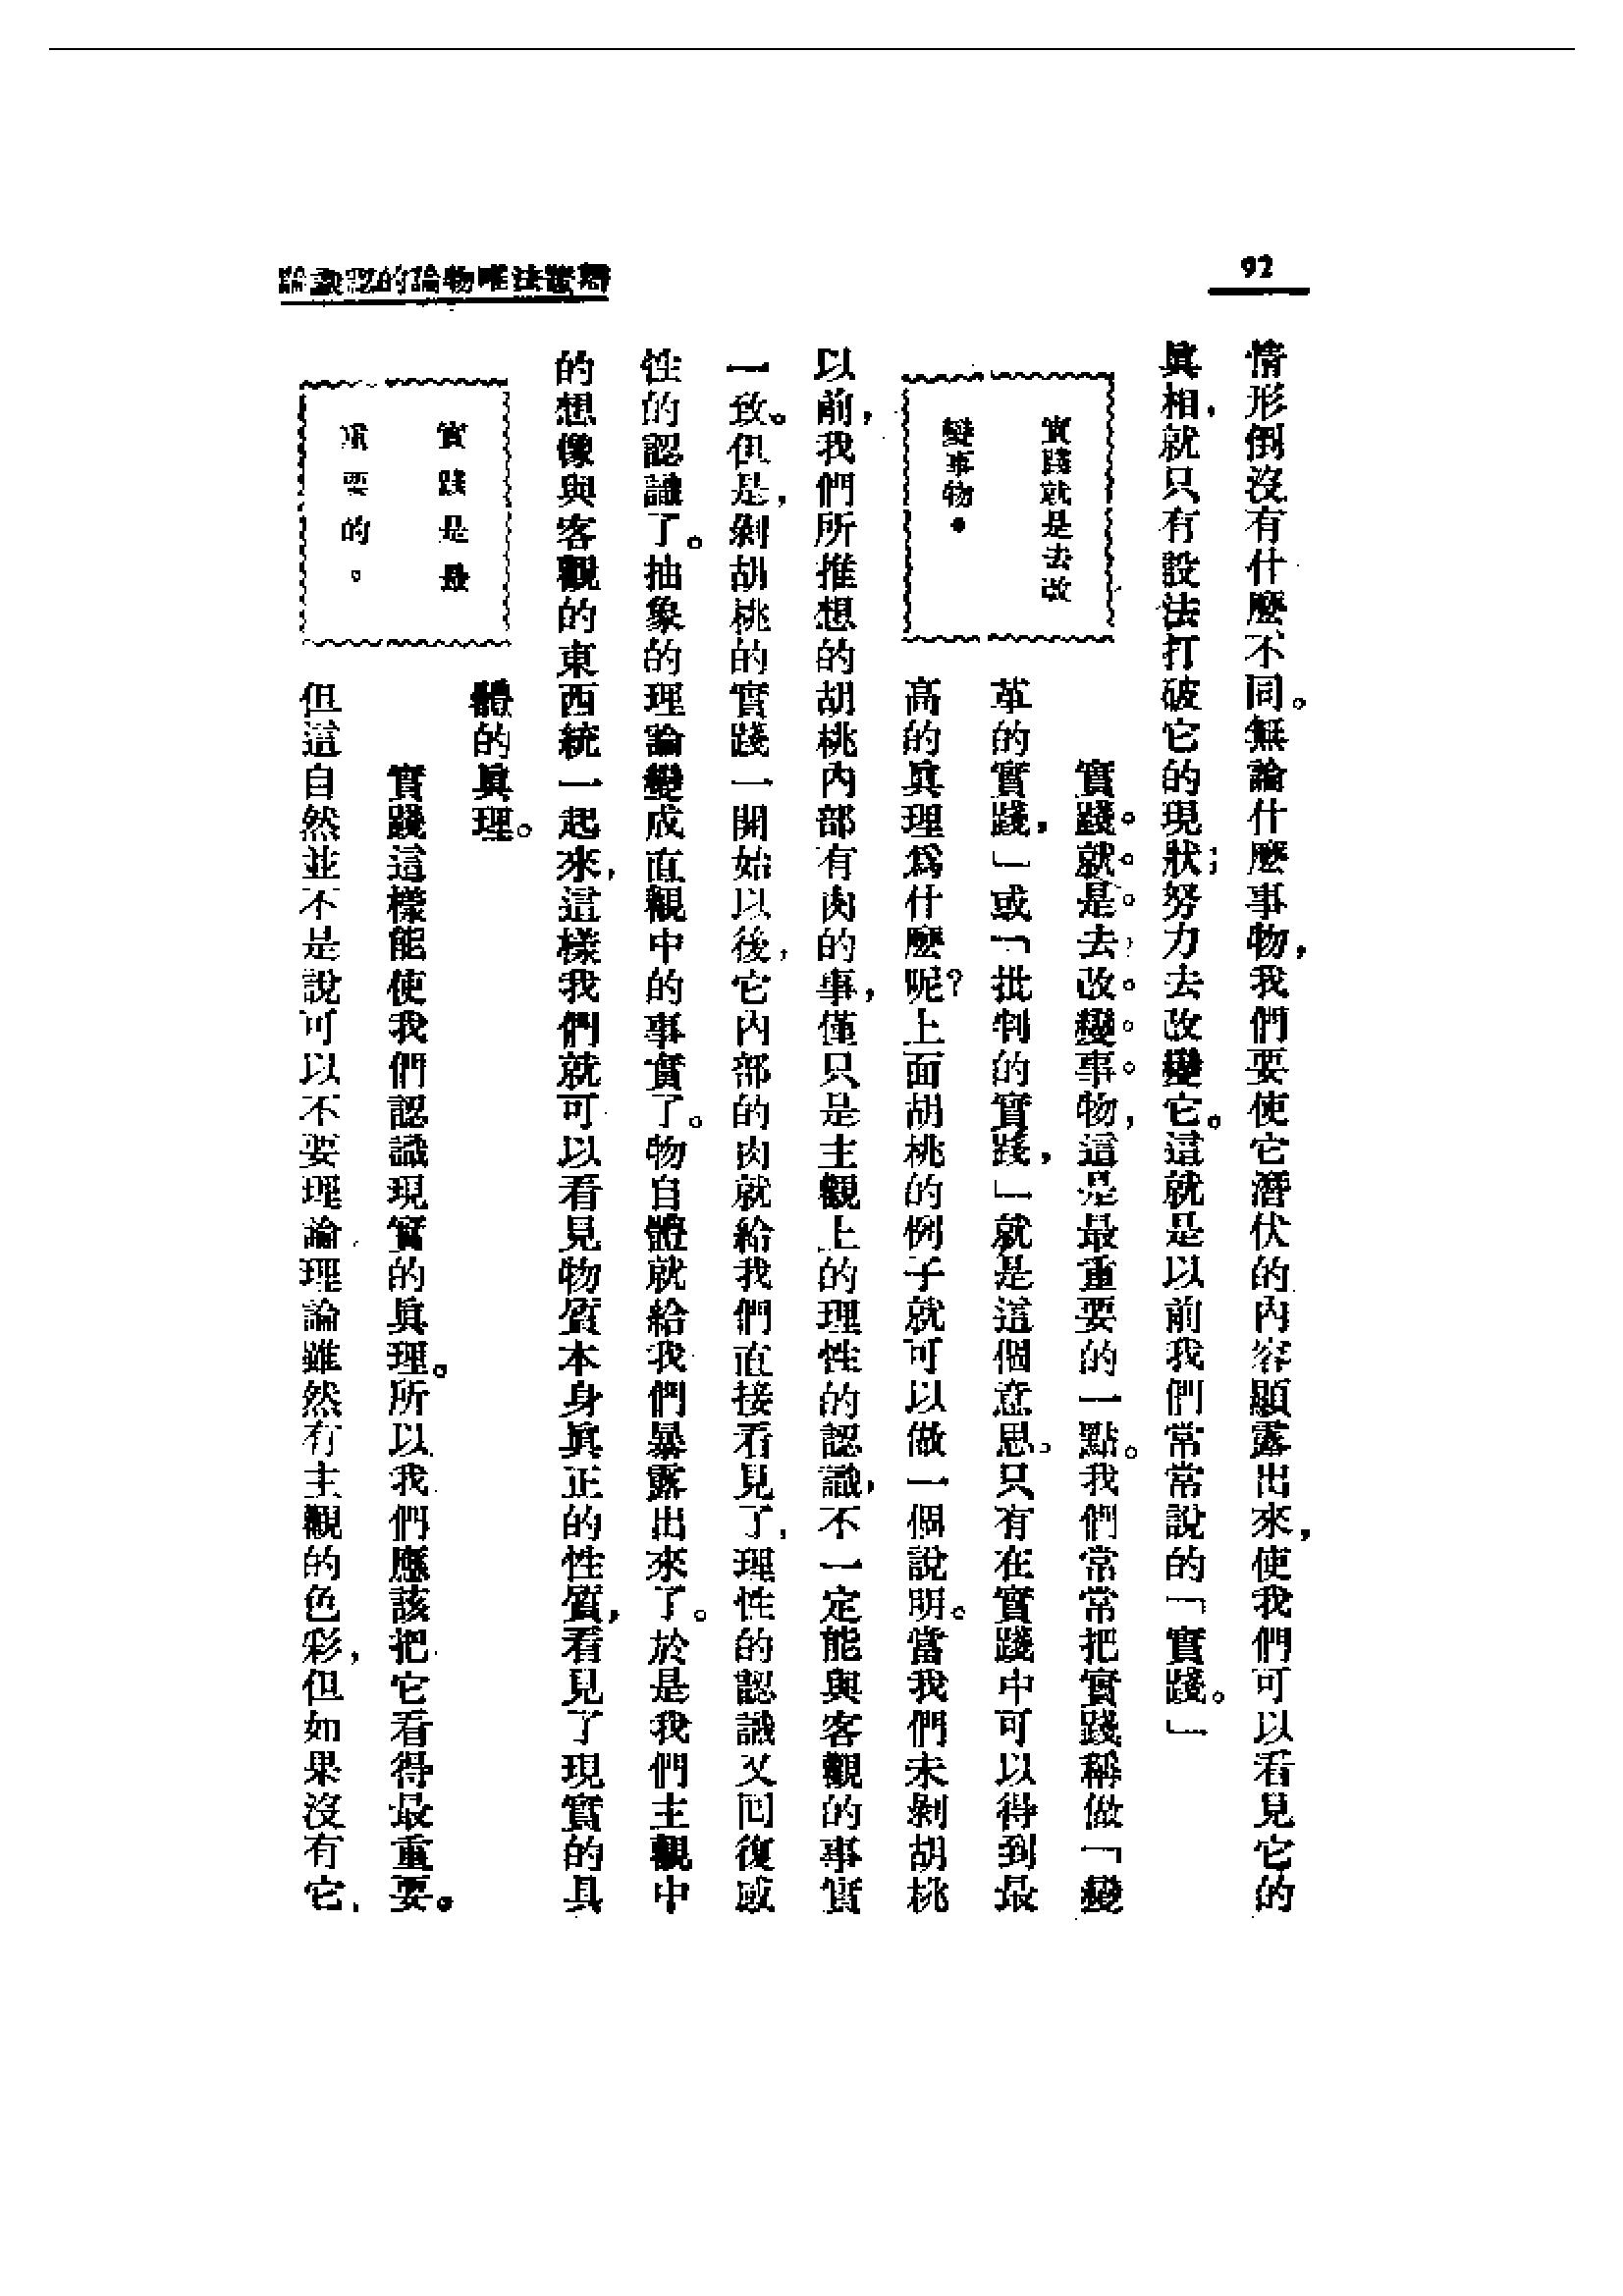 92
辯證法唯物論的認識論
情形倒沒有什麼不同。無論什麼事物，我們要使它潛伏的內容顯露出來，使我們可以看見它的
眞相，就只有設法打破它的現狀；努力去改變它。這就是以前我們常常說的「實踐。」
實踐就是去改
變事物。
實踐就是去改變事物，這是最重要的一點。我們常常把實踐稱做「變
革的實踐，」或「批判的實踐，」就是這個意思，只有在實踐中可以得到最
高的眞理爲什麼呢？上面胡桃的例子就可以做一個說明。當我們未剝胡桃
以前，我們所推想的胡桃內部有肉的事，僅只是主觀上的理性的認識，不一定能與客觀的事實
一致。但是，剝胡桃的實踐一開始以後，它內部的肉就給我們直接看見了，理性的認識又回復感
性的認識了。抽象的理論變成直觀中的事實了。物自體就給我們暴露出來了。於是我們主觀中
的想像與客觀的東西統一起來，這樣我們就可以看見物質本身眞正的性質，看見了現實的具
體的眞理。
實踐是最
重要的。
實踐這樣能使我們認識現實的眞理。所以我們應該把它看得最重要。
但這自然並不是說可以不要理論，理論雖然有主觀的色彩，但如果沒有它，